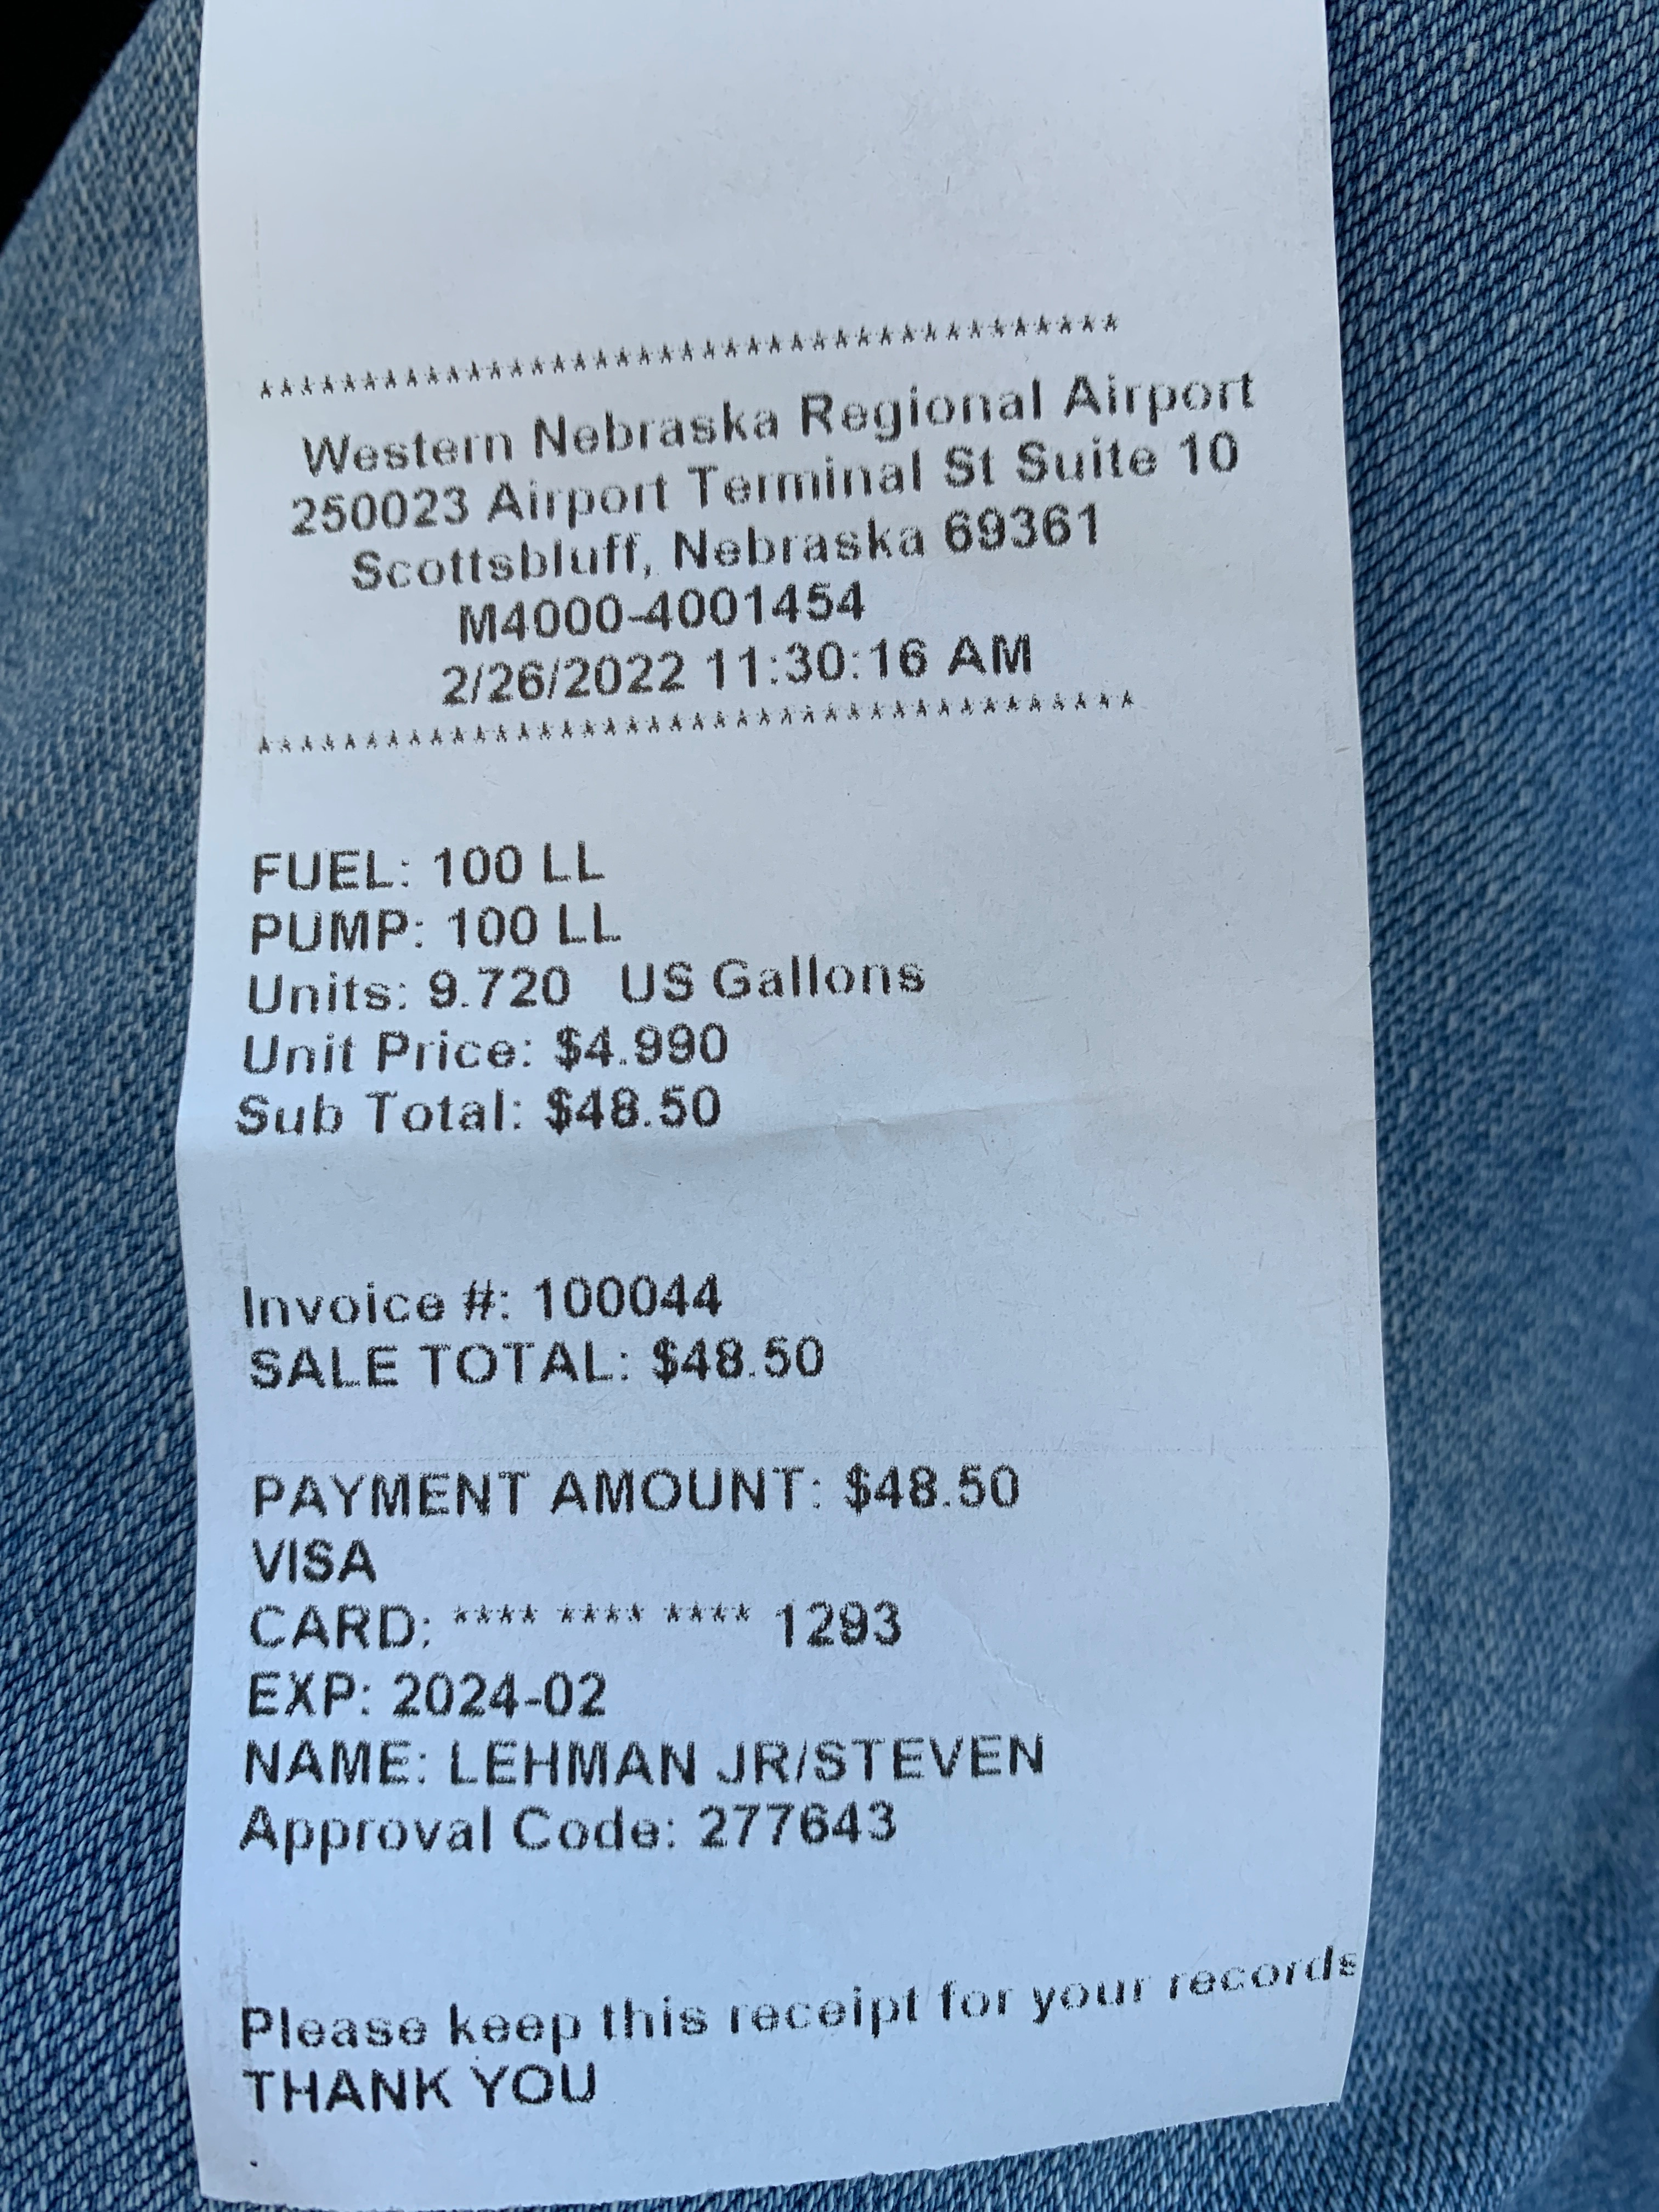 *****************************************
Western Nebraska Regional Airport
250023 Airport Terminal St Suite 10
Scottsbluff, Nebraska 69361
M4000-4001454
2/26/2022 11:30:16 AM
*****************************************
FUEL: 100 LL
PUMP: 100 LL
Units: 9.720 US Gallons
Unit Price: $4.990
Sub Total: $48.50
Invoice #: 100044
SALE TOTAL: $48.50
PAYMENT AMOUNT: $48.50
VISA
CARD: **** **** **** 1293
EXP: 2024-02
NAME: LEHMAN JR/STEVEN
Approval Code: 277643
Please keep this receipt for your records
THANK YOU